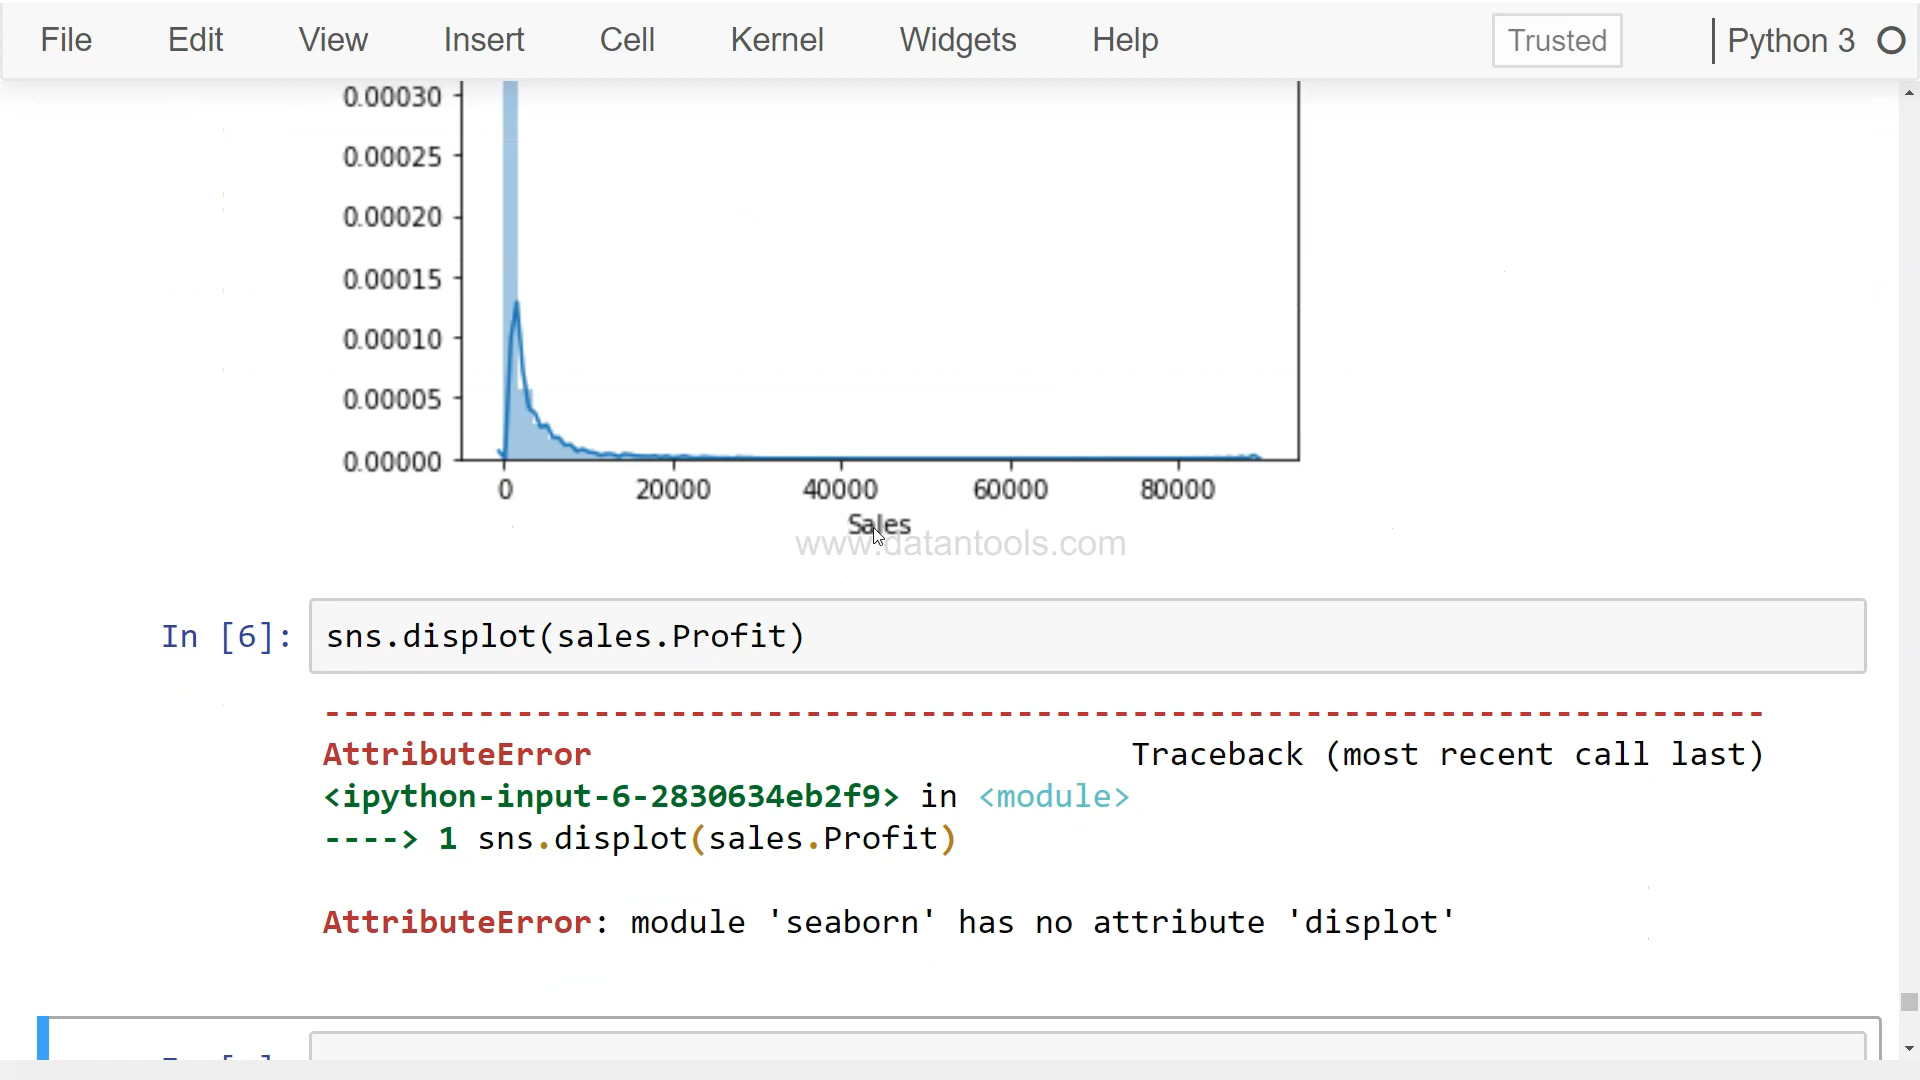 File Edit View Insert Cell Kernel Widgets Help Trusted Python 3
0.00030
0.00025
0.00020
0.00015
0.00010
0.00005
0.00000
0 20000 40000 60000 80000
Sales
www.datantools.com
In [6]: sns.displot(sales.Profit)
---------------------------------------------------------------------------
AttributeError Traceback (most recent call last)
<ipython-input-6-2830634eb2f9> in <module>
----> 1 sns.displot(sales.Profit)
AttributeError: module 'seaborn' has no attribute 'displot'